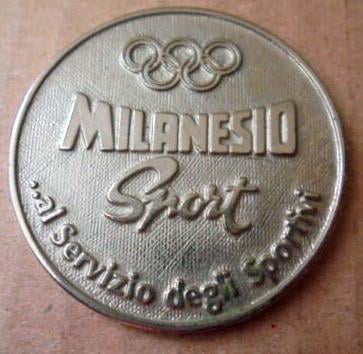 MILANESIO
Sport
..al Servizio degli Sportivi